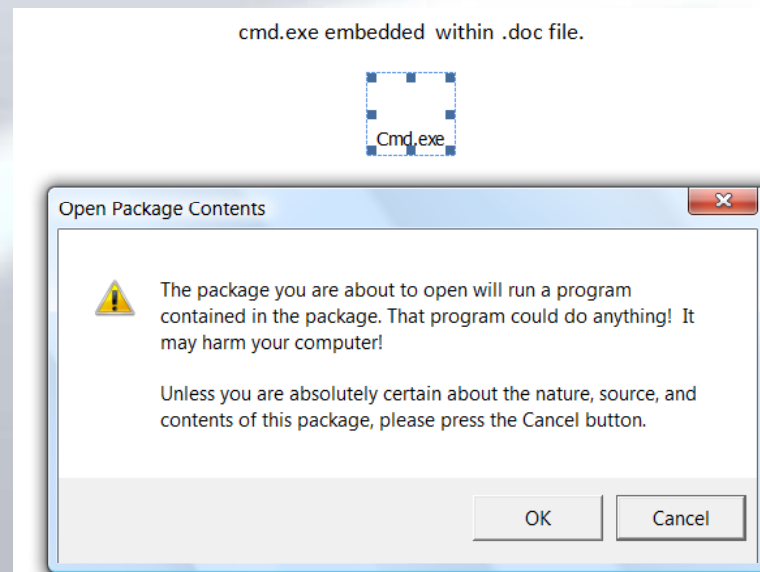 cmd.exe embedded within .doc file.
Cmd.exe
Open Package Contents
The package you are about to open will run a program
contained in the package. That program could do anything! It
may harm your computer!
Unless you are absolutely certain about the nature, source, and
contents of this package, please press the Cancel button.
OK
Cancel